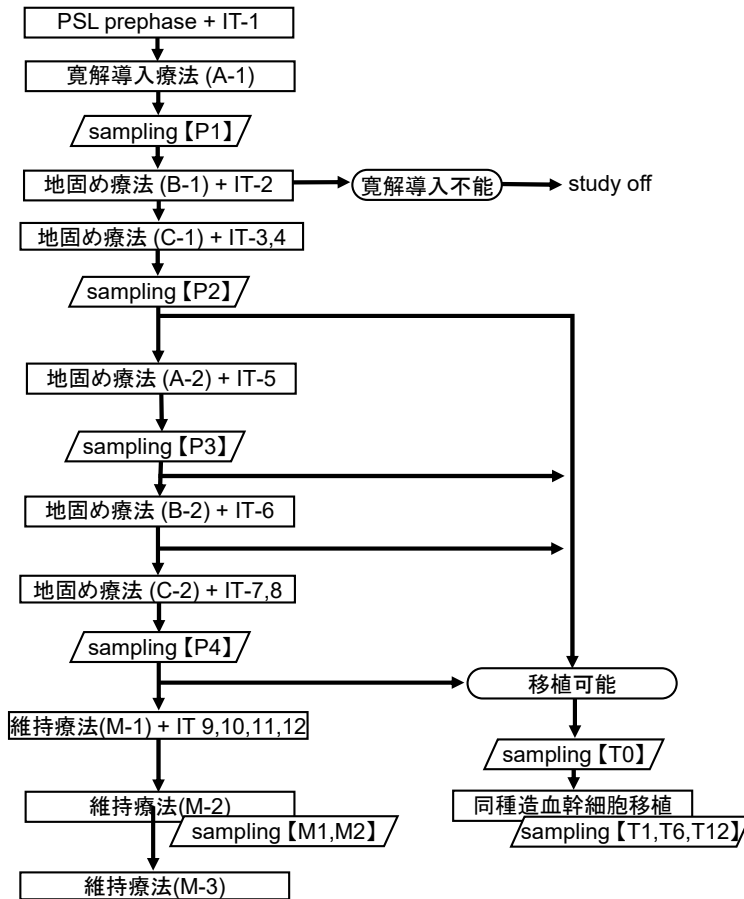 PSL prephase + IT-1
寛解導入療法 (A-1)
sampling【P1】
地固め療法 (B-1) + IT-2
寛解導入不能
study off
地固め療法 (C-1) + IT-3,4
sampling【P2】
地固め療法 (A-2) + IT-5
sampling【P3】
地固め療法 (B-2) + IT-6
地固め療法 (C-2) + IT-7,8
sampling【P4】
移植可能
維持療法(M-1) + IT 9,10,11,12
sampling【T0】
維持療法(M-2)
同種造血幹細胞移植
sampling【M1,M2】
sampling【T1,T6,T12】
維持療法(M-3)